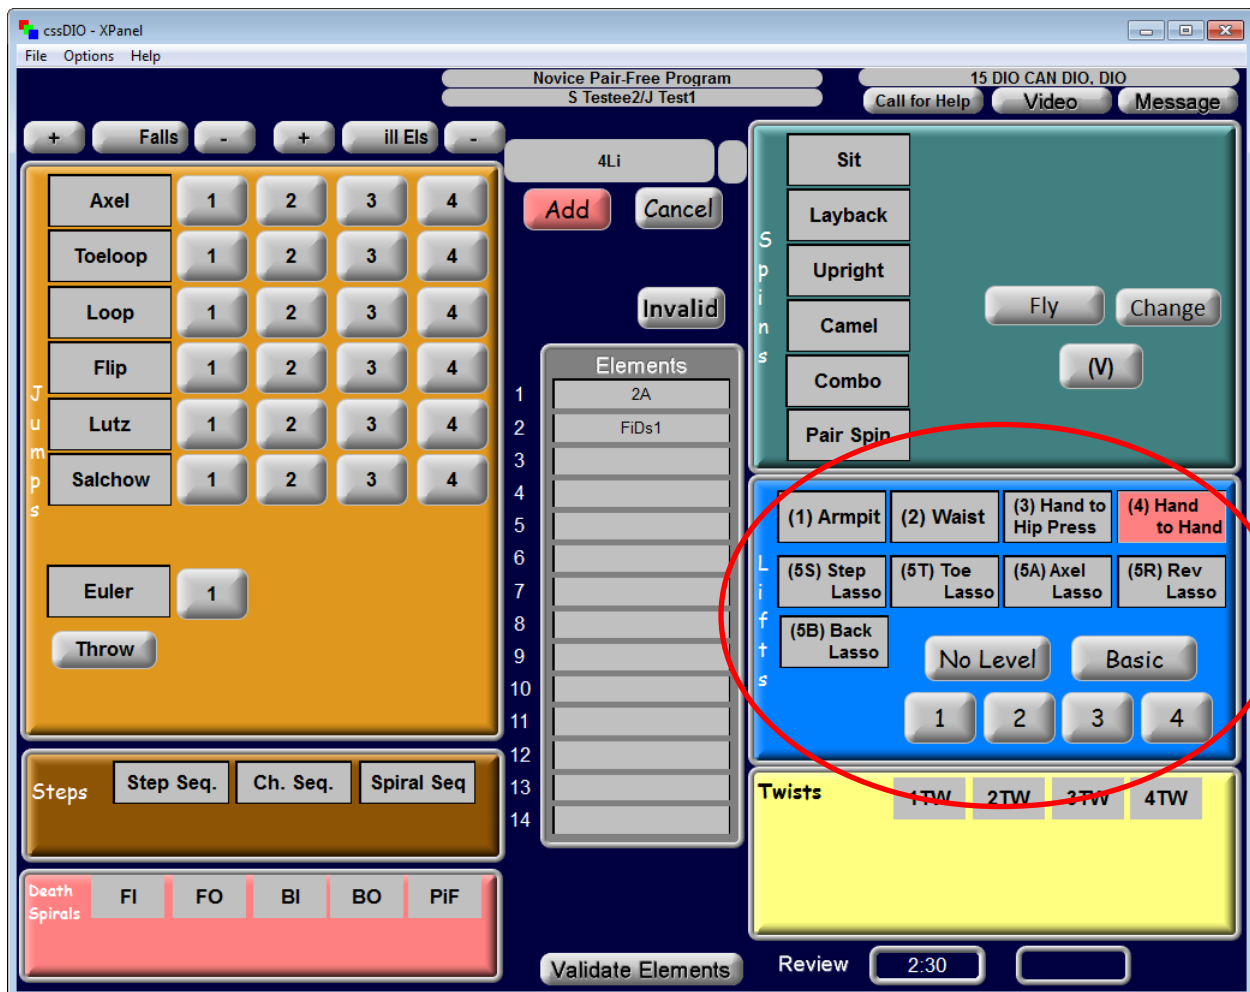 cssDIO - XPanel
File Options Help
Novice Pair-Free Program
S Testee2/J Test1
15 DIO CAN DIO, DIO
Call for Help Video Message
+ Falls - + ill Els -
Jumps
Axel 1 2 3 4
Toeloop 1 2 3 4
Loop 1 2 3 4
Flip 1 2 3 4
Lutz 1 2 3 4
Salchow 1 2 3 4
Euler 1
Throw
Steps
Step Seq. Ch. Seq. Spiral Seq
Death
Spirals
FI FO BI BO PiF
4Li
Add Cancel
Invalid
Elements
1 2A
2 FiDs1
3
4
5
6
7
8
9
10
11
12
13
14
Validate Elements
Spins
Sit
Layback
Upright
Camel
Combo
Pair Spin
Fly Change
(V)
Lifts
(1) Armpit
(2) Waist
(3) Hand to
Hip Press
(4) Hand
to Hand
(5S) Step
Lasso
(5T) Toe
Lasso
(5A) Axel
Lasso
(5R) Rev
Lasso
(5B) Back
Lasso
No Level Basic
1 2 3 4
Twists
1TW 2TW 3TW 4TW
Review 2:30